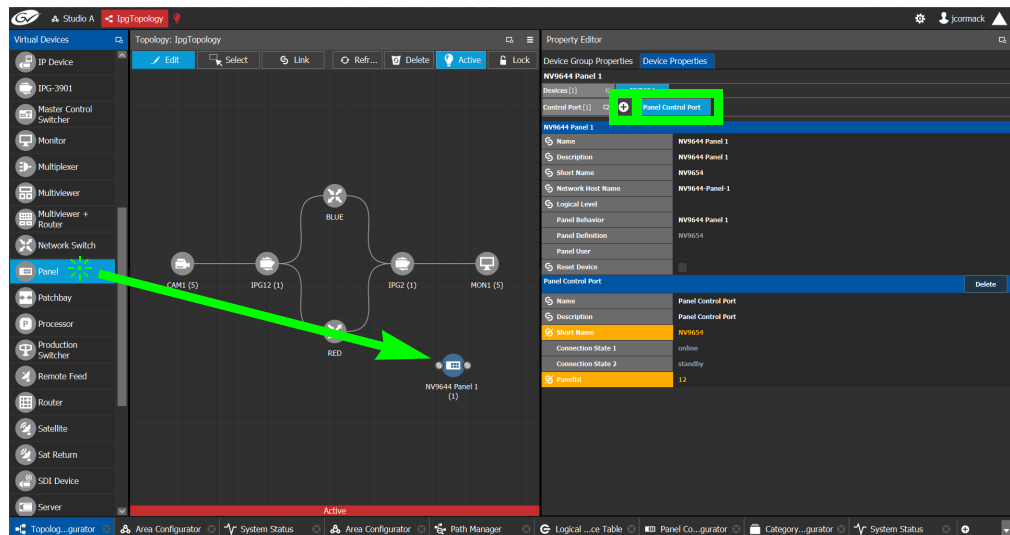 Studio A
IpgTopology
jcormack
Virtual Devices
IP Device
IPG-3901
Master Control
Switcher
Monitor
Multiplexer
Multiviewer
Multiviewer +
Router
Network Switch
Panel
Patchbay
Processor
Production
Switcher
Remote Feed
Router
Satellite
Sat Return
SDI Device
Server
Topology: IpgTopology
Edit
Select
Link
Refr...
Delete
Active
Lock
BLUE
CAM1 (5)
IPG12 (1)
IPG2 (1)
MON1 (5)
RED
NV9644 Panel 1
(1)
Active
Property Editor
Device Group Properties
Device Properties
NV9644 Panel 1
Devices [1]
Control Port [1]
Panel Control Port
NV9644 Panel 1
Name NV9644 Panel 1
Description NV9644 Panel 1
Short Name NV9654
Network Host Name NV9644-Panel-1
Logical Level
Panel Behavior NV9644 Panel 1
Panel Definition NV9654
Panel User
Reset Device
Panel Control Port Delete
Name Panel Control Port
Description Panel Control Port
Short Name NV9654
Connection State 1 online
Connection State 2 standby
PanelId 12
Topolog...gurator
Area Configurator
System Status
Area Configurator
Path Manager
Logical ...ce Table
Panel Co...gurator
Category...gurator
System Status